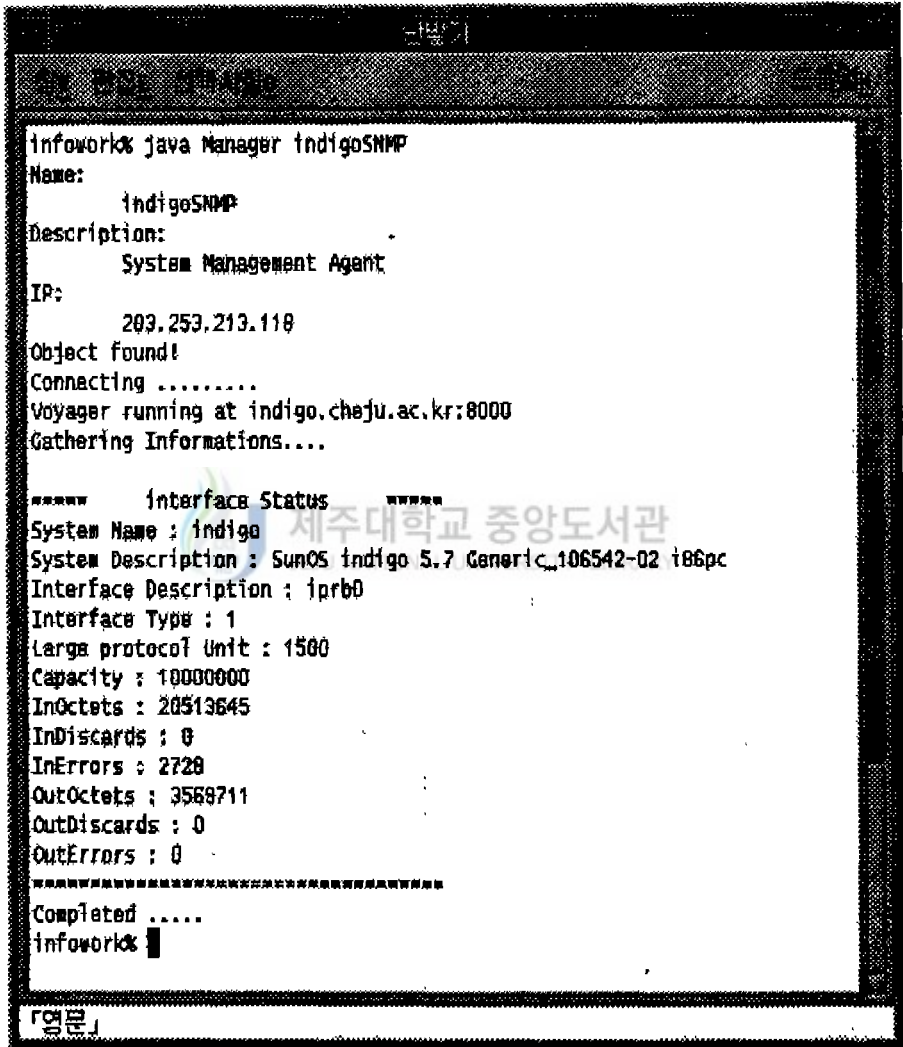 단말기
infowork% java Manager indigoSNMP
Name:
indigoSNMP
Description:
System Management Agent
IP:
203.253.213.118
Object found!
Connecting .........
Voyager running at indigo.cheju.ac.kr:8000
Gathering Informations....
===== interface Status =====
제주대학교 중앙도서관
System Name : indigo
System Description : SunOS indigo 5.7 Generic_106542-02 i86pc
Interface Description : iprb0
Interface Type : 1
Large protocol Unit : 1500
Capacity : 10000000
InOctets : 20513645
InDiscards : 0
InErrors : 2728
OutOctets : 3568711
OutDiscards : 0
OutErrors : 0
===================================
Completed .....
infowork%
「영문」